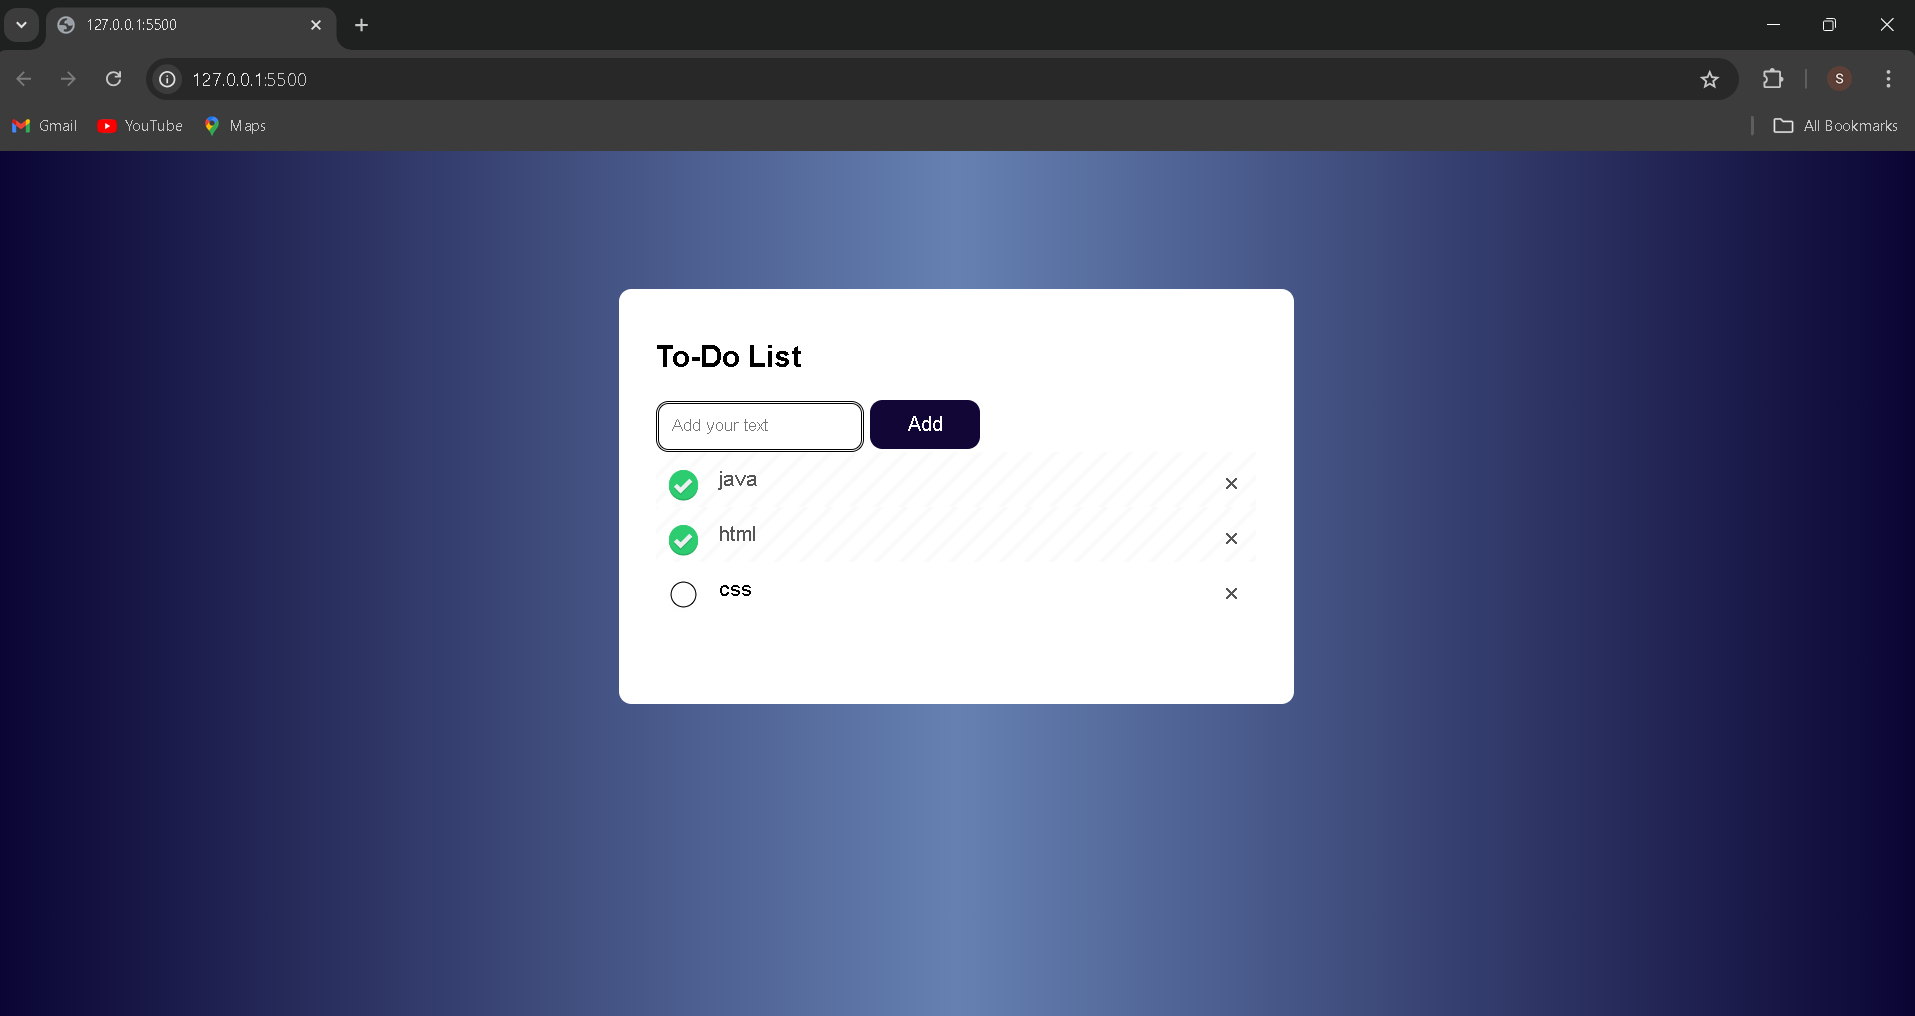 127.0.0.1:5500
127.0.0.1:5500
S
Gmail YouTube Maps All Bookmarks
To-Do List
Add your text Add
java
html
css